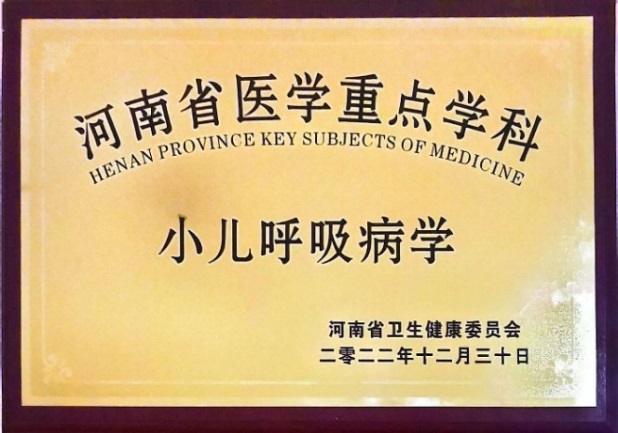 河南省医学重点学科
HENAN PROVINCE KEY SUBJECTS OF MEDICINE
小儿呼吸病学
河南省卫生健康委员会
二零二二年十二月三十日